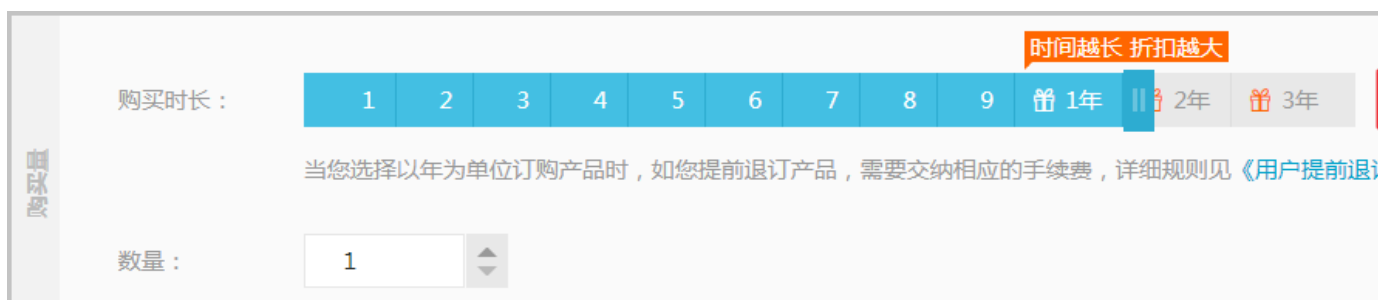 时间越长 折扣越大
购买时长： 1 2 3 4 5 6 7 8 9 1年 2年 3年
当您选择以年为单位订购产品时，如您提前退订产品，需要交纳相应的手续费，详细规则见《用户提前退订
购买量
数量： 1